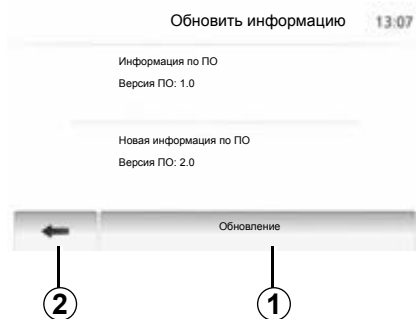 Обновить информацию 13:07
Информация по ПО
Версия ПО: 1.0
Новая информация по ПО
Версия ПО: 2.0
Обновление
2 1